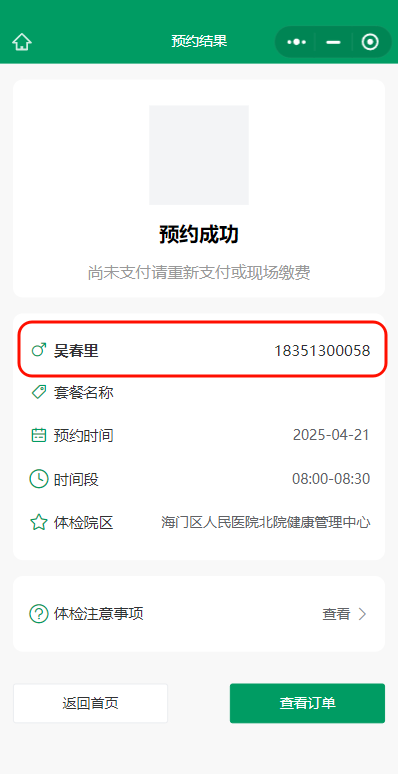 预约结果
预约成功
尚未支付请重新支付或现场缴费
吴春里 18351300058
套餐名称
预约时间 2025-04-21
时间段 08:00-08:30
体检院区 海门区人民医院北院健康管理中心
体检注意事项 查看
返回首页 查看订单